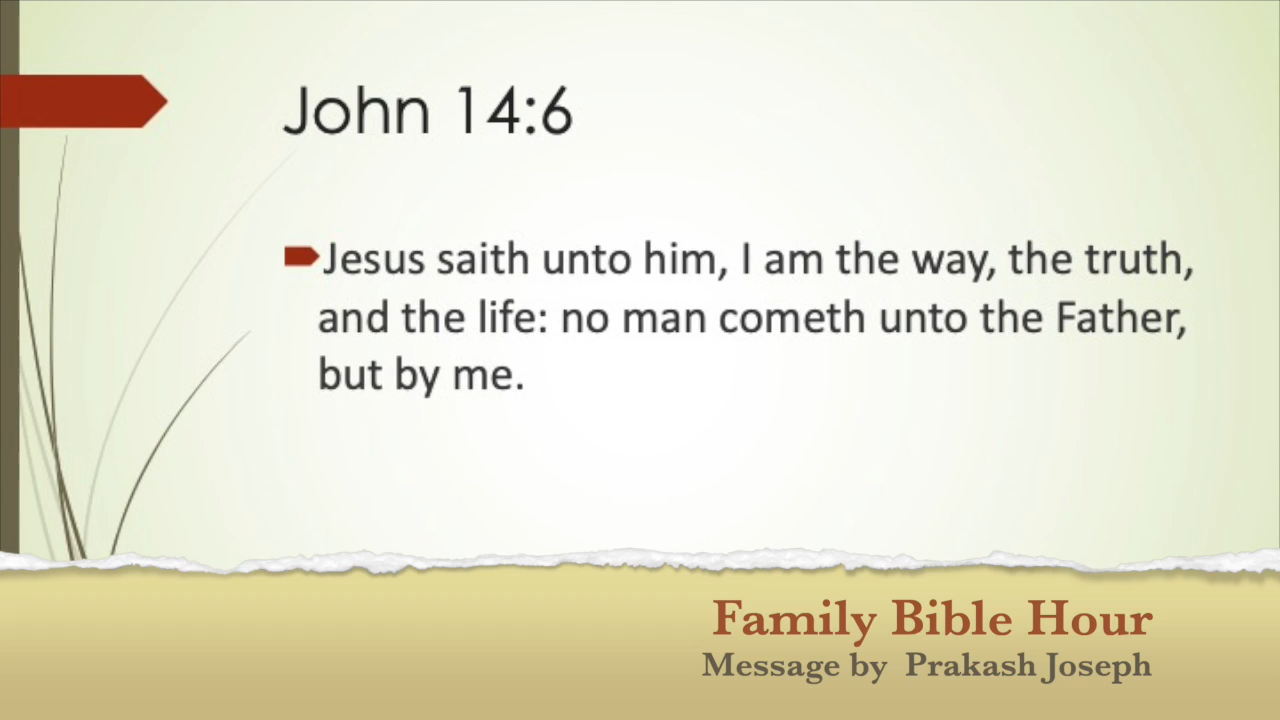 John 14:6
Jesus saith unto him, I am the way, the truth,
and the life: no man cometh unto the Father,
but by me.
Family Bible Hour
Message by  Prakash Joseph